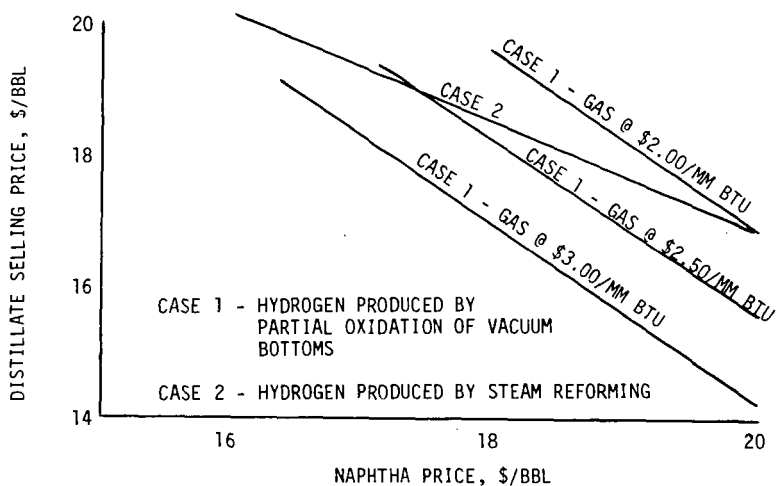 DISTILLATE SELLING PRICE, $/BBL
20
18
16
14
CASE 1 - GAS @ $2.00/MM BTU
CASE 2
CASE 1 - GAS @ $2.50/MM BTU
CASE 1 - GAS @ $3.00/MM BTU
CASE 1 - HYDROGEN PRODUCED BY
PARTIAL OXIDATION OF VACUUM
BOTTOMS
CASE 2 - HYDROGEN PRODUCED BY STEAM REFORMING
16
18
20
NAPHTHA PRICE, $/BBL